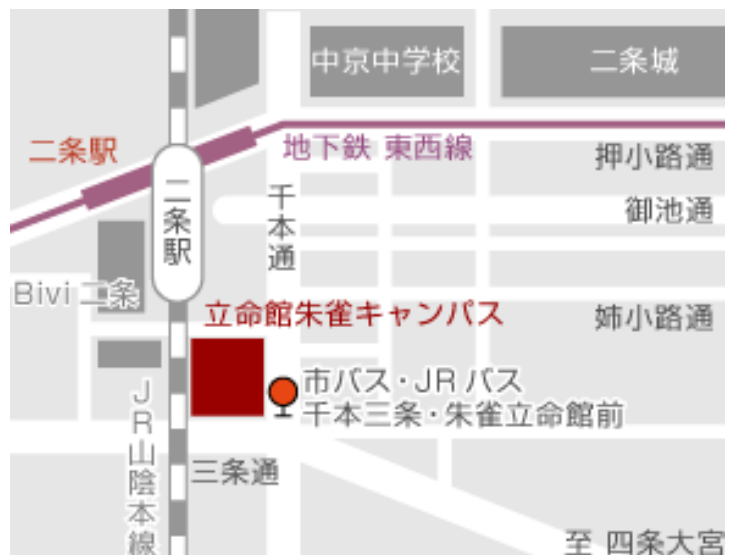 中京中学校
二条城
二条駅
地下鉄 東西線
押小路通
二条駅
千本通
御池通
Bivi 二条
立命館朱雀キャンパス
姉小路通
市バス・JRバス
千本三条・朱雀立命館前
JR山陰本線
三条通
至 四条大宮